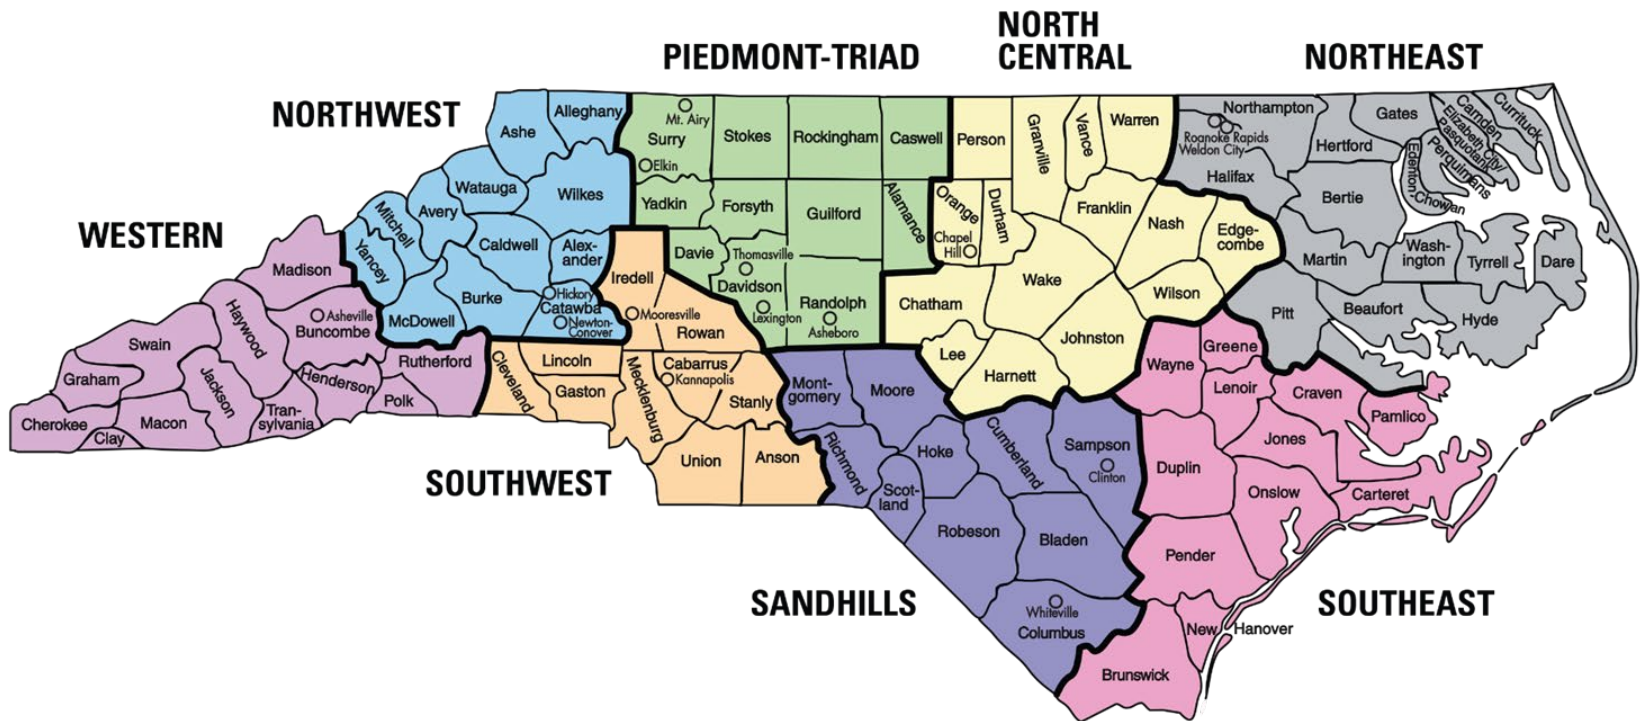 NORTH
CENTRAL
PIEDMONT-TRIAD
NORTHEAST
NORTHWEST
WESTERN
SOUTHWEST
SANDHILLS
SOUTHEAST
Madison
Haywood
Asheville
Buncombe
Swain
Graham
Jackson
Henderson
Rutherford
Polk
Tran-
sylvania
Macon
Cherokee
Clay
Alleghany
Ashe
Watauga
Wilkes
Mitchell
Avery
Yancey
Caldwell
Alex-
ander
Burke
McDowell
Hickory
Catawba
Newton-
Conover
Mt. Airy
Surry
Elkin
Stokes
Rockingham
Caswell
Yadkin
Forsyth
Guilford
Alamance
Davie
Thomasville
Davidson
Lexington
Randolph
Asheboro
Iredell
Mooresville
Rowan
Cleveland
Lincoln
Gaston
Mecklenburg
Cabarrus
Kannapolis
Stanly
Union
Anson
Person
Granville
Vance
Warren
Orange
Durham
Chapel
Hill
Franklin
Nash
Edge-
combe
Wake
Wilson
Chatham
Lee
Harnett
Johnston
Northampton
Roanoke Rapids
Weldon City
Halifax
Gates
Hertford
Bertie
Camden
Currituck
Elizabeth City/
Pasquotank
Perquimans
Edenton-
Chowan
Martin
Wash-
ington
Tyrrell
Dare
Pitt
Beaufort
Hyde
Mont-
gomery
Moore
Richmond
Hoke
Scot-
land
Cumberland
Sampson
Clinton
Robeson
Bladen
Whiteville
Columbus
Wayne
Greene
Lenoir
Craven
Pamlico
Jones
Duplin
Onslow
Carteret
Pender
New Hanover
Brunswick